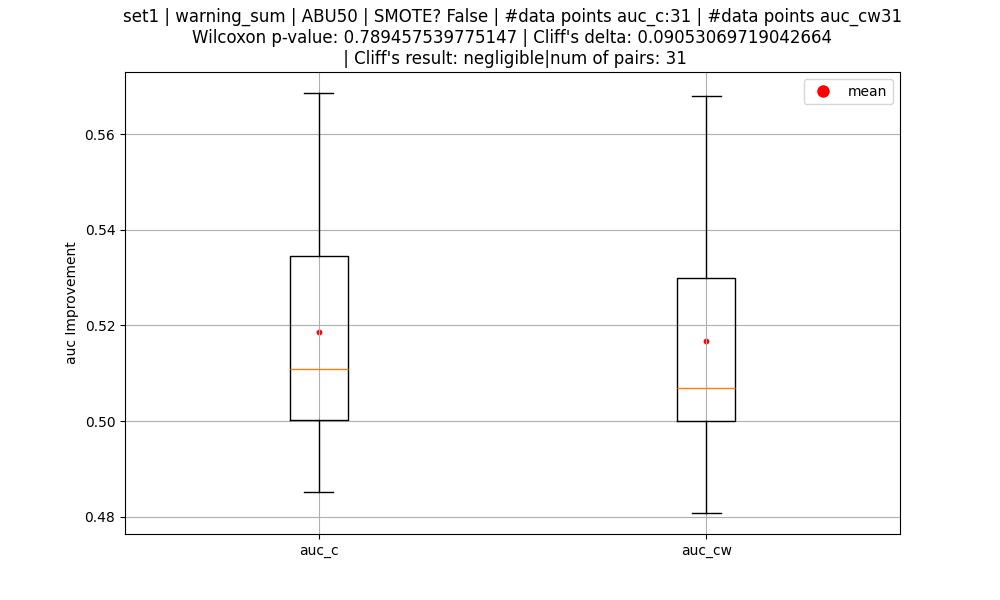 set1 | warning_sum | ABU50 | SMOTE? False | #data points auc_c:31 | #data points auc_cw31
Wilcoxon p-value: 0.789457539775147 | Cliff's delta: 0.09053069719042664
| Cliff's result: negligible|num of pairs: 31
mean
0.56
0.54
0.52
0.50
0.48
auc Improvement
auc_c
auc_cw